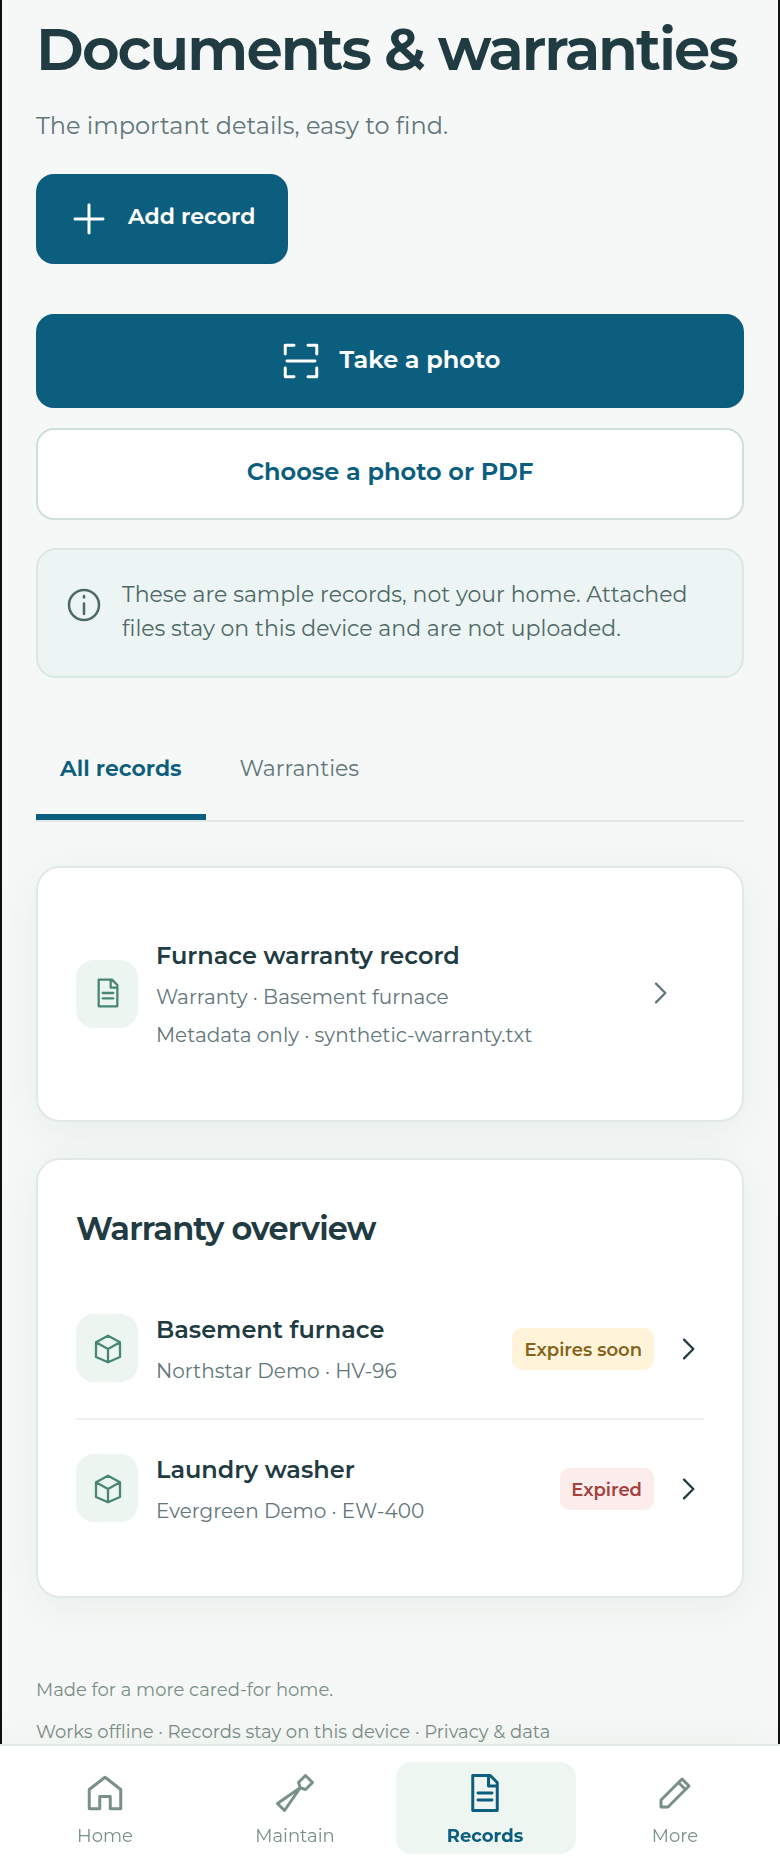 Documents & warranties
The important details, easy to find.
Add record
Take a photo
Choose a photo or PDF
These are sample records, not your home. Attached
files stay on this device and are not uploaded.
All records
Warranties
Furnace warranty record
Warranty · Basement furnace
Metadata only · synthetic-warranty.txt
Warranty overview
Basement furnace
Northstar Demo · HV-96
Expires soon
Laundry washer
Evergreen Demo · EW-400
Expired
Made for a more cared-for home.
Works offline · Records stay on this device · Privacy & data
Home
Maintain
Records
More